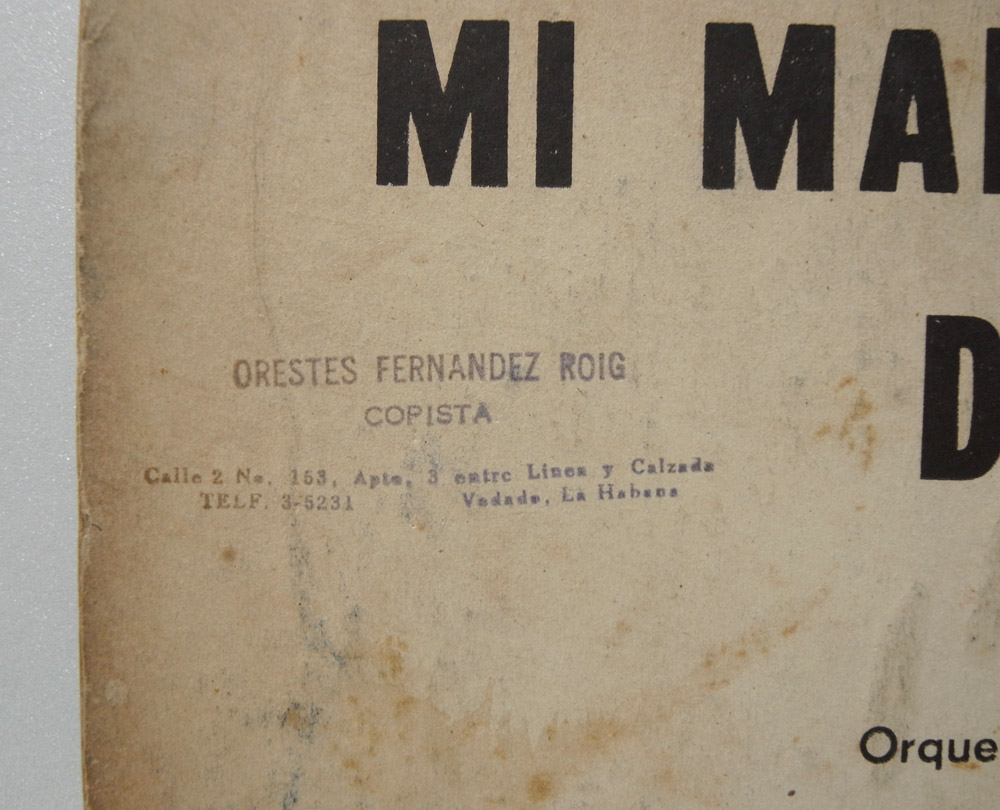 MI MA
D
ORESTES FERNANDEZ ROIG
COPISTA
Calle 2 No. 153, Apto. 3 entre Linea y Calzada
TELF. 3-5231 Vedado, La Habana
Orque